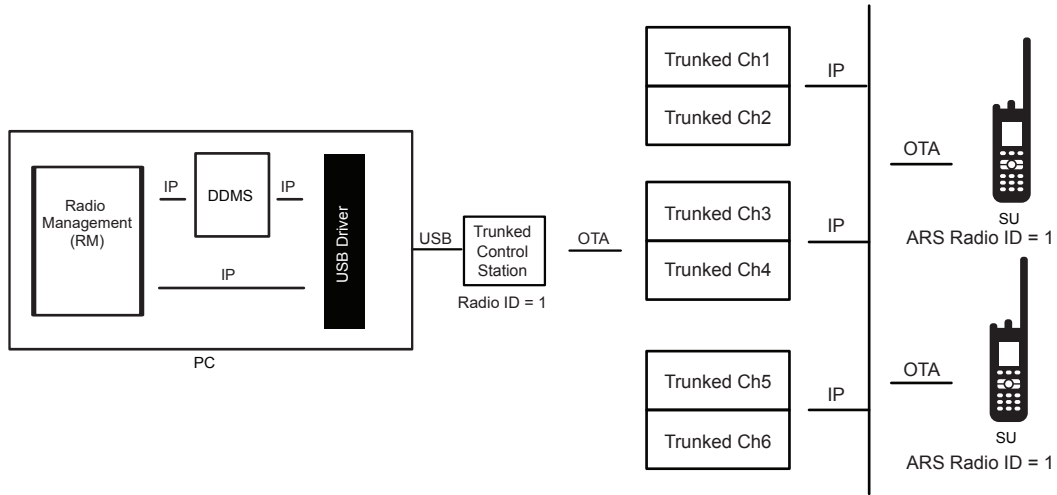 Radio
Management
(RM)
IP
DDMS
IP
IP
USB Driver
PC
USB
Trunked
Control
Station
Radio ID = 1
OTA
Trunked Ch1
Trunked Ch2
IP
Trunked Ch3
Trunked Ch4
IP
Trunked Ch5
Trunked Ch6
IP
OTA
SU
ARS Radio ID = 1
OTA
SU
ARS Radio ID = 1